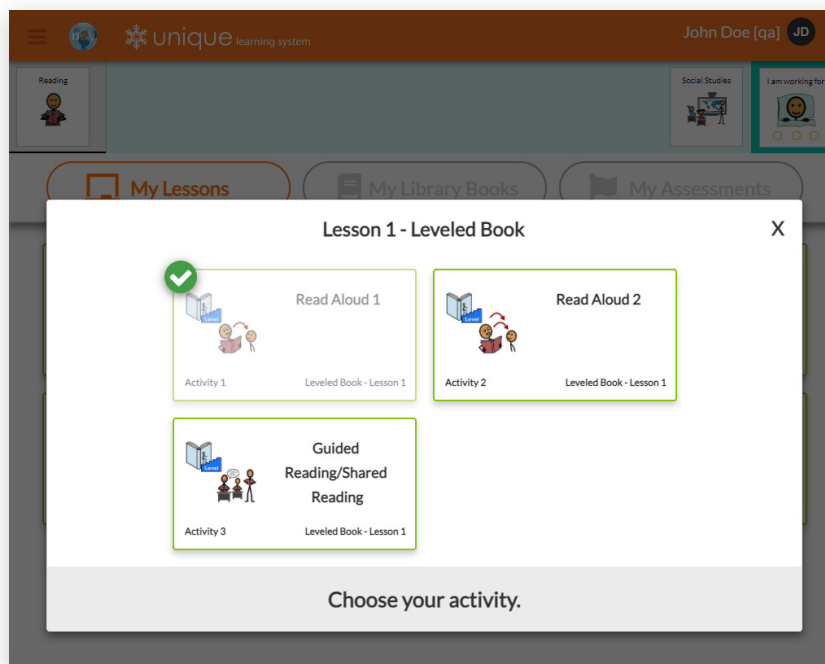 unique learning system
John Doe [qa] JD
Reading
Social Studies
I am working for
My Lessons
My Library Books
My Assessments
Lesson 1 - Leveled Book
X
Level
Read Aloud 1
Activity 1
Leveled Book - Lesson 1
Level
Read Aloud 2
Activity 2
Leveled Book - Lesson 1
Level
Guided
Reading/Shared
Reading
Activity 3
Leveled Book - Lesson 1
Choose your activity.